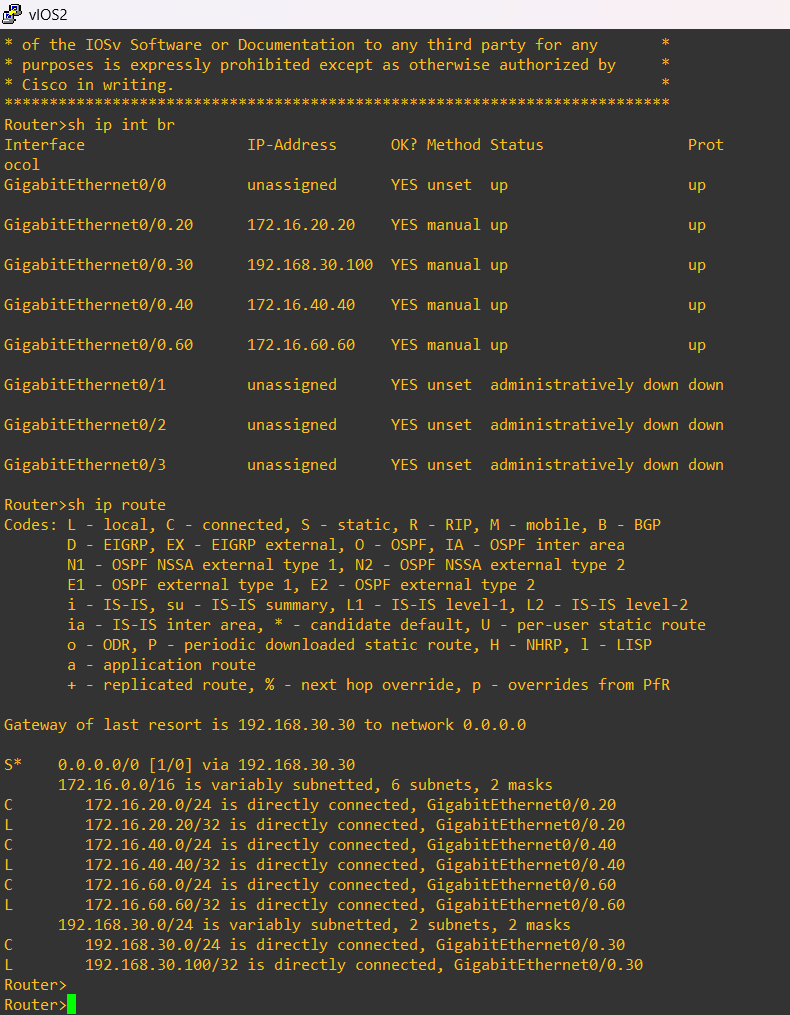 vIOS2
* of the IOSv Software or Documentation to any third party for any       *
* purposes is expressly prohibited except as otherwise authorized by     *
* Cisco in writing.                                                      *
**************************************************************************
Router>sh ip int br
Interface                  IP-Address      OK? Method Status                Prot
ocol
GigabitEthernet0/0         unassigned      YES unset  up                    up
GigabitEthernet0/0.20      172.16.20.20    YES manual up                    up
GigabitEthernet0/0.30      192.168.30.100  YES manual up                    up
GigabitEthernet0/0.40      172.16.40.40    YES manual up                    up
GigabitEthernet0/0.60      172.16.60.60    YES manual up                    up
GigabitEthernet0/1         unassigned      YES unset  administratively down down
GigabitEthernet0/2         unassigned      YES unset  administratively down down
GigabitEthernet0/3         unassigned      YES unset  administratively down down
Router>sh ip route
Codes: L - local, C - connected, S - static, R - RIP, M - mobile, B - BGP
       D - EIGRP, EX - EIGRP external, O - OSPF, IA - OSPF inter area
       N1 - OSPF NSSA external type 1, N2 - OSPF NSSA external type 2
       E1 - OSPF external type 1, E2 - OSPF external type 2
       i - IS-IS, su - IS-IS summary, L1 - IS-IS level-1, L2 - IS-IS level-2
       ia - IS-IS inter area, * - candidate default, U - per-user static route
       o - ODR, P - periodic downloaded static route, H - NHRP, l - LISP
       a - application route
       + - replicated route, % - next hop override, p - overrides from PfR
Gateway of last resort is 192.168.30.30 to network 0.0.0.0
S*    0.0.0.0/0 [1/0] via 192.168.30.30
      172.16.0.0/16 is variably subnetted, 6 subnets, 2 masks
C        172.16.20.0/24 is directly connected, GigabitEthernet0/0.20
L        172.16.20.20/32 is directly connected, GigabitEthernet0/0.20
C        172.16.40.0/24 is directly connected, GigabitEthernet0/0.40
L        172.16.40.40/32 is directly connected, GigabitEthernet0/0.40
C        172.16.60.0/24 is directly connected, GigabitEthernet0/0.60
L        172.16.60.60/32 is directly connected, GigabitEthernet0/0.60
      192.168.30.0/24 is variably subnetted, 2 subnets, 2 masks
C        192.168.30.0/24 is directly connected, GigabitEthernet0/0.30
L        192.168.30.100/32 is directly connected, GigabitEthernet0/0.30
Router>
Router>